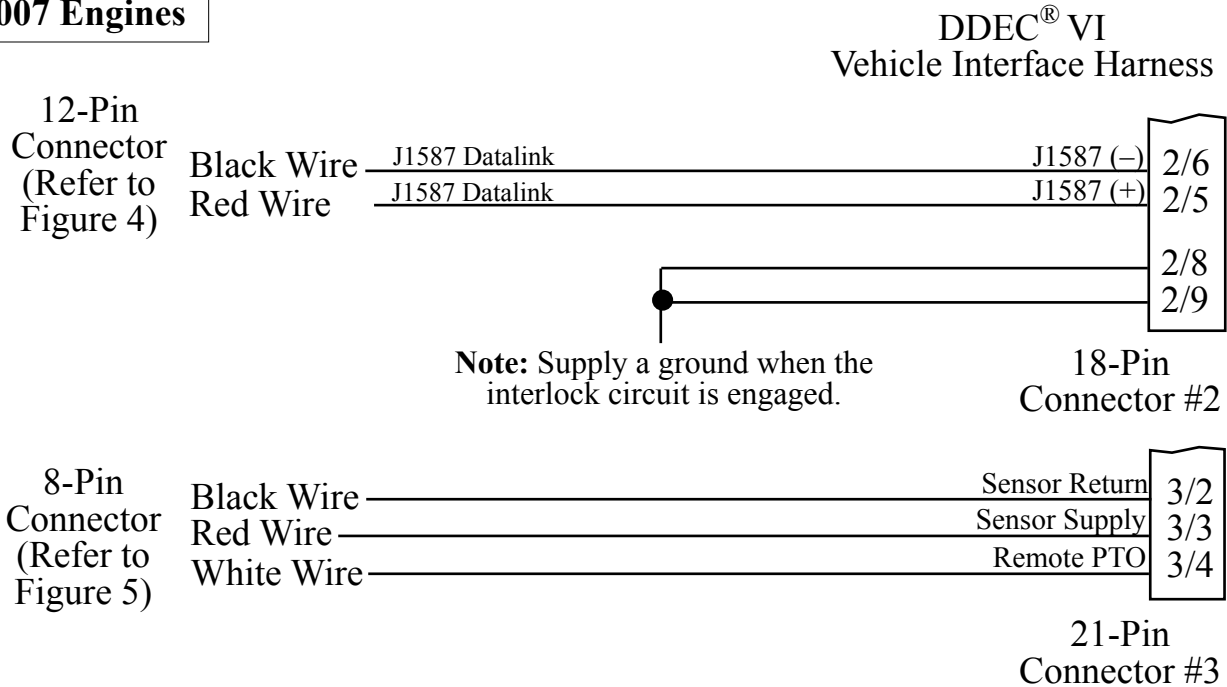 Engines
DDEC® VI
Vehicle Interface Harness
12-Pin
Connector
(Refer to
Figure 4)
Black Wire J1587 Datalink J1587 (–) 2/6
Red Wire J1587 Datalink J1587 (+) 2/5
2/8
2/9
Note: Supply a ground when the
interlock circuit is engaged.
18-Pin
Connector #2
8-Pin
Connector
(Refer to
Figure 5)
Black Wire Sensor Return 3/2
Red Wire Sensor Supply 3/3
White Wire Remote PTO 3/4
21-Pin
Connector #3